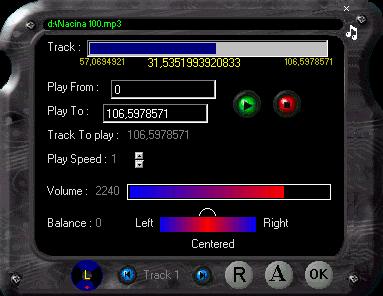 d:\Nacina 100.mp3
Track :
57,0694921 31,5351993920833 106,5978571
Play From : 0
Play To : 106,5978571
Track To play : 106,5978571
Play Speed : 1
Volume : 2240
Balance : 0 Left Right
Centered
L Track 1 R A OK